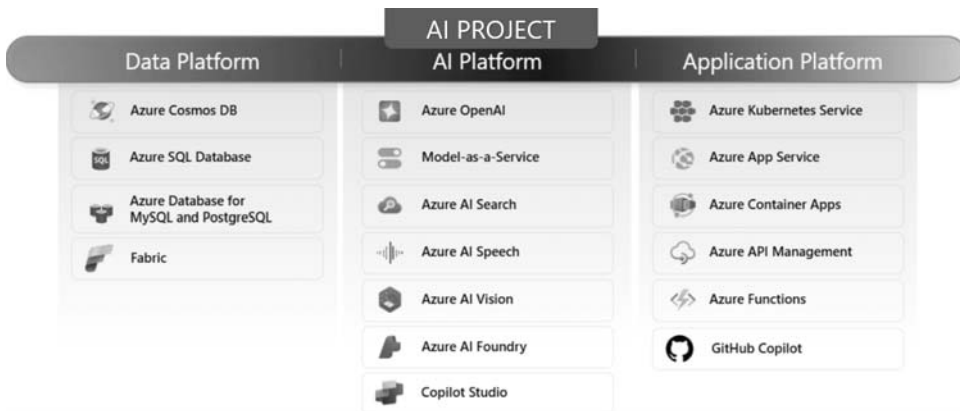 AI PROJECT
Data Platform
AI Platform
Application Platform
Azure Cosmos DB
Azure SQL Database
SQL
Azure Database for
MySQL and PostgreSQL
Fabric
Azure OpenAI
Model-as-a-Service
Azure AI Search
Azure AI Speech
Azure AI Vision
Azure AI Foundry
Copilot Studio
Azure Kubernetes Service
Azure App Service
Azure Container Apps
Azure API Management
Azure Functions
GitHub Copilot